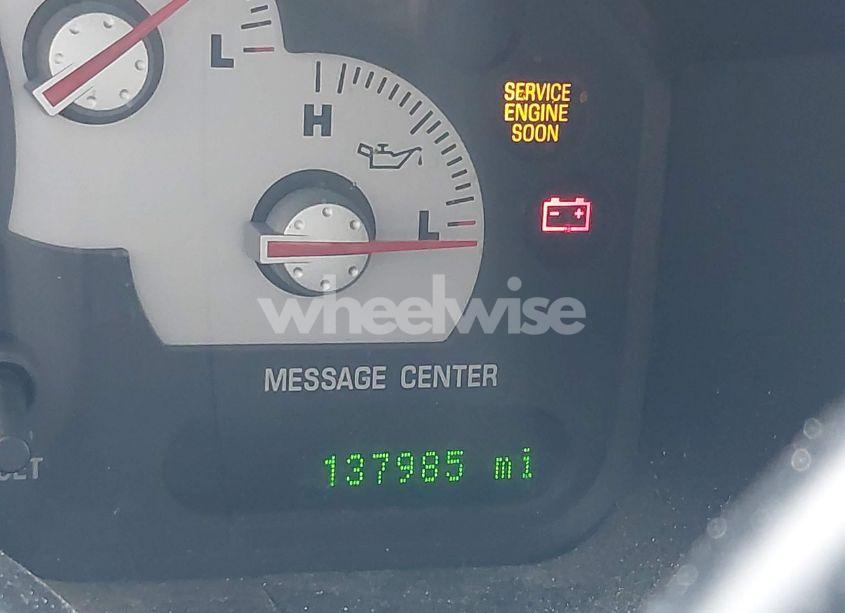 L
H
SERVICE
ENGINE
SOON
- +
L
wheelwise
MESSAGE CENTER
137985 mi